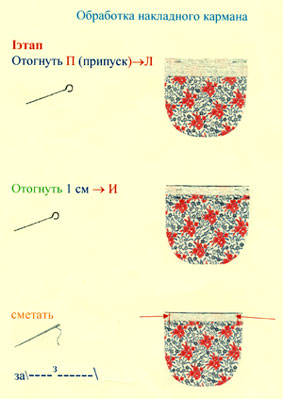 Обработка накладного кармана
Iэтап
Отогнуть П (припуск)→Л
Отогнуть 1 см → И
сметать
за\----з------\